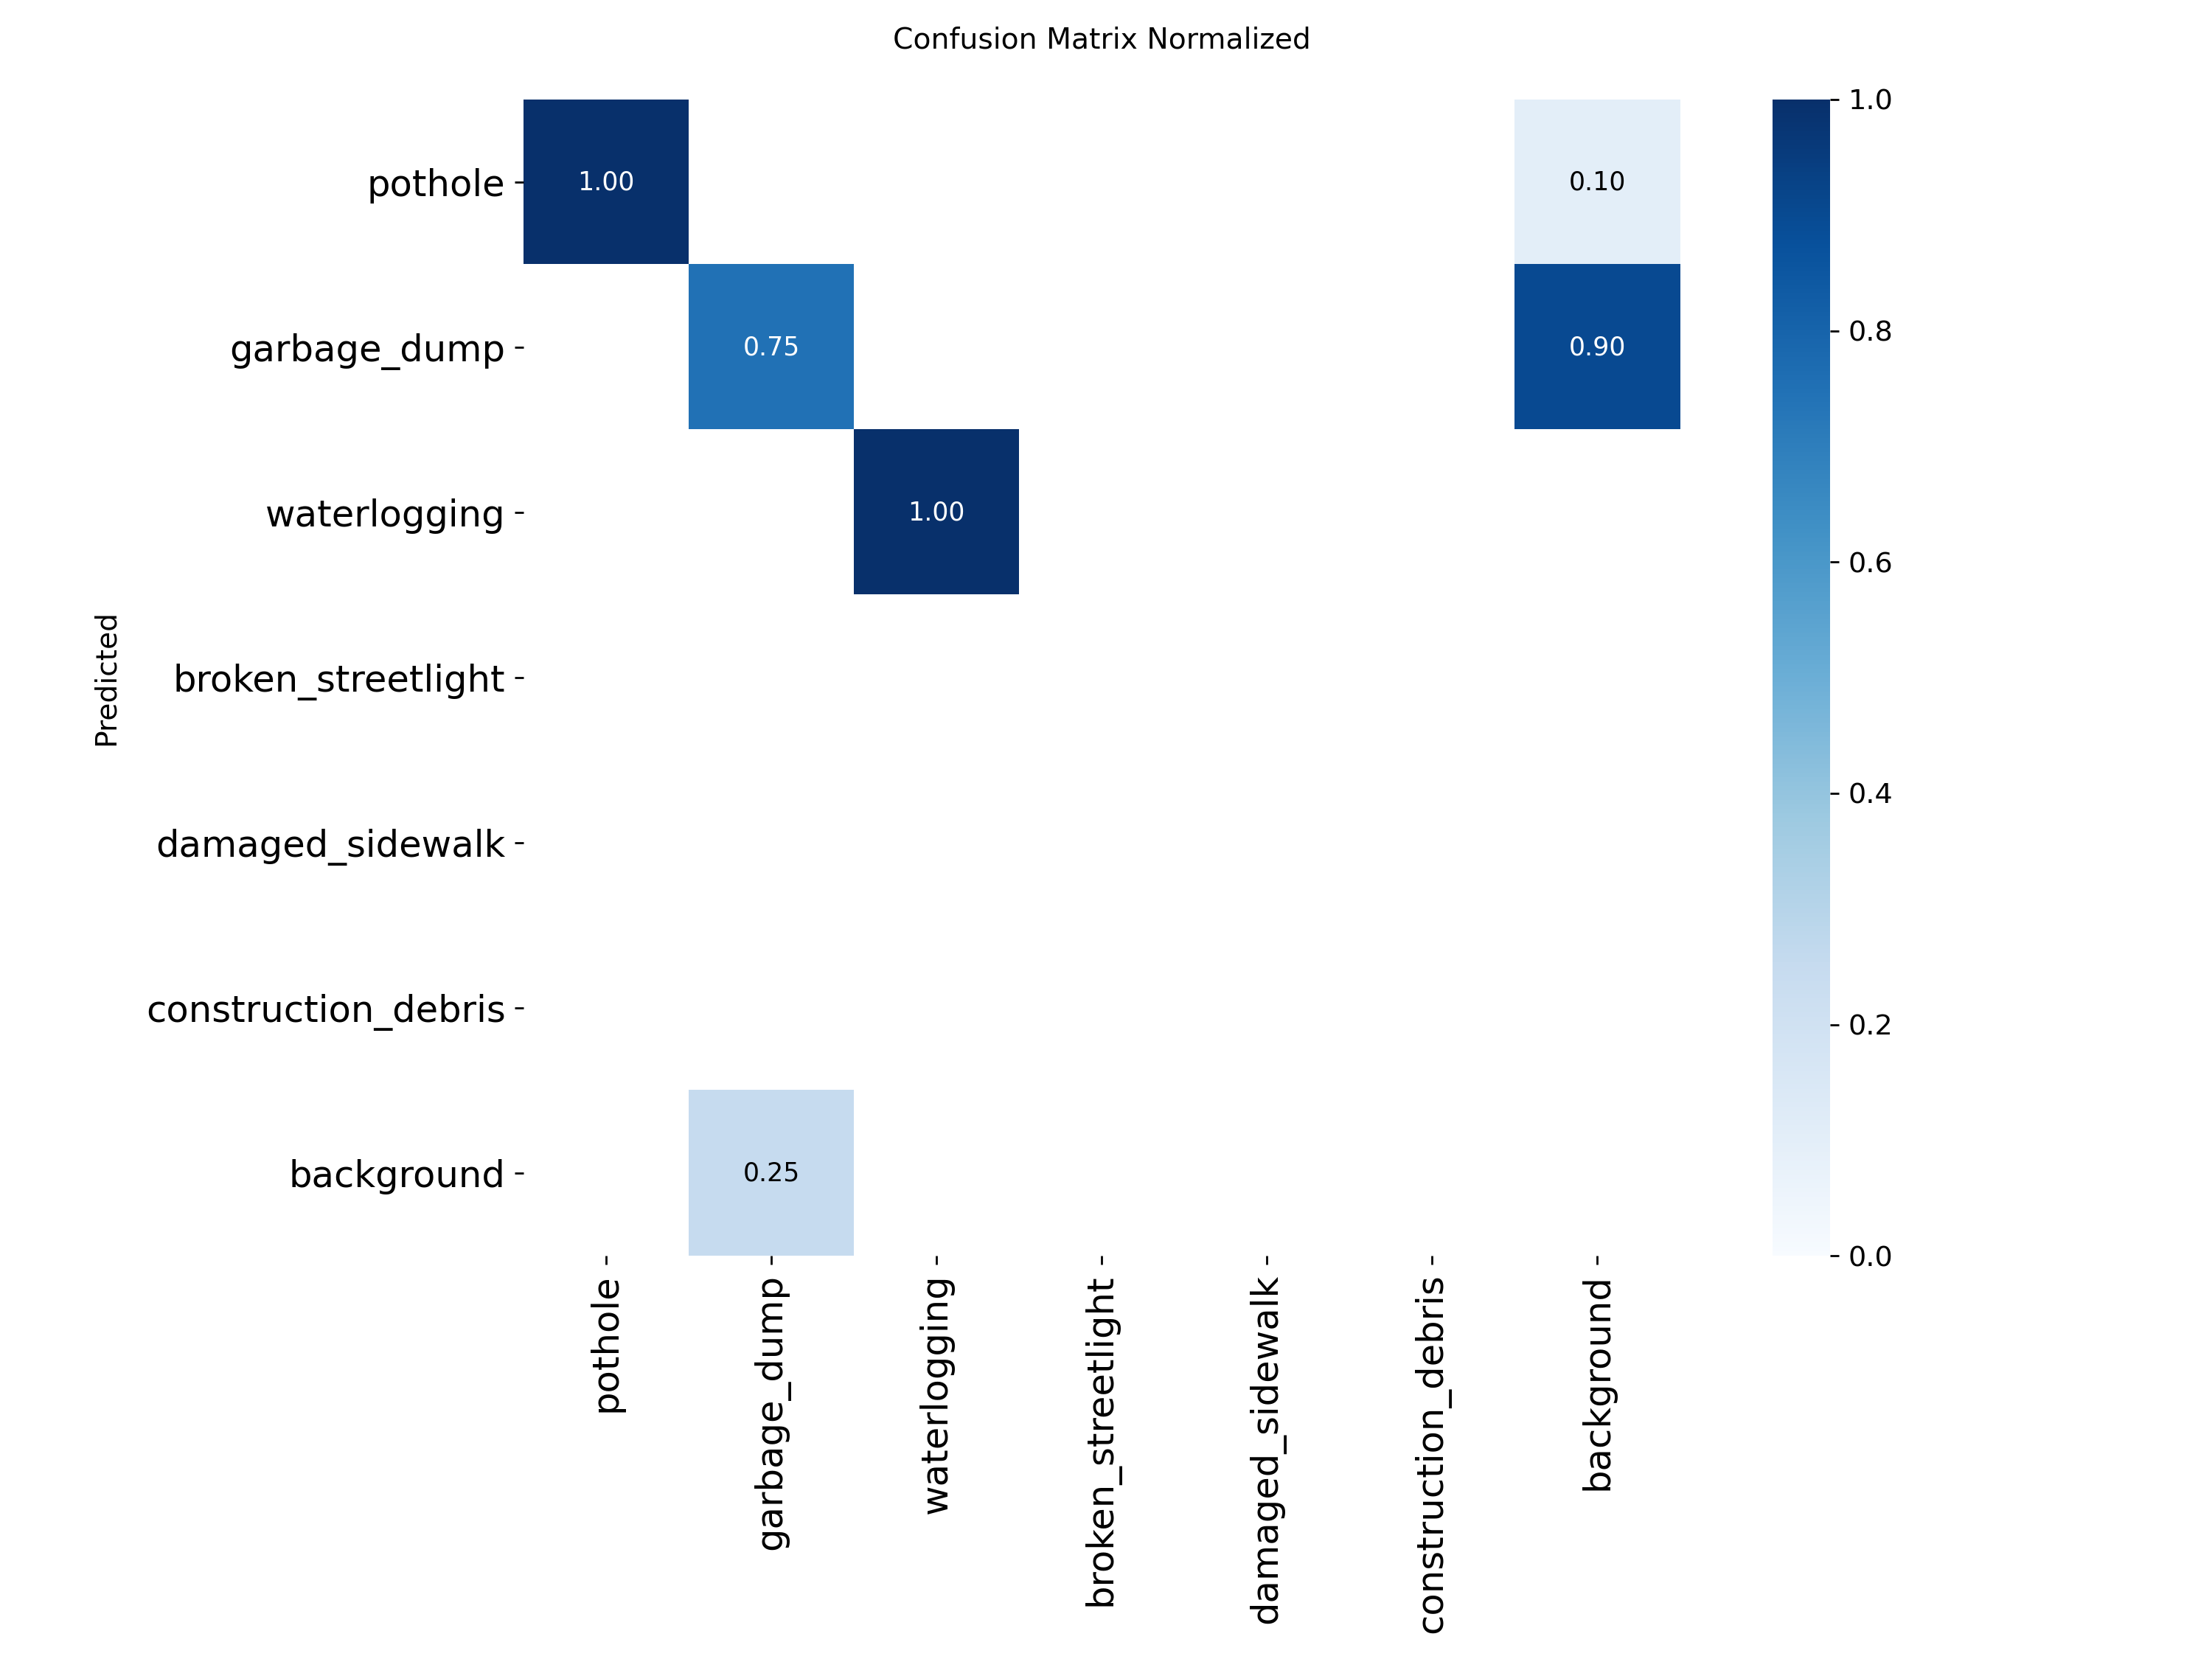 Confusion Matrix Normalized
Predicted
pothole
garbage_dump
waterlogging
broken_streetlight
damaged_sidewalk
construction_debris
background
1.00
0.10
0.75
0.90
1.00
0.25
pothole
garbage_dump
waterlogging
broken_streetlight
damaged_sidewalk
construction_debris
background
1.0
0.8
0.6
0.4
0.2
0.0